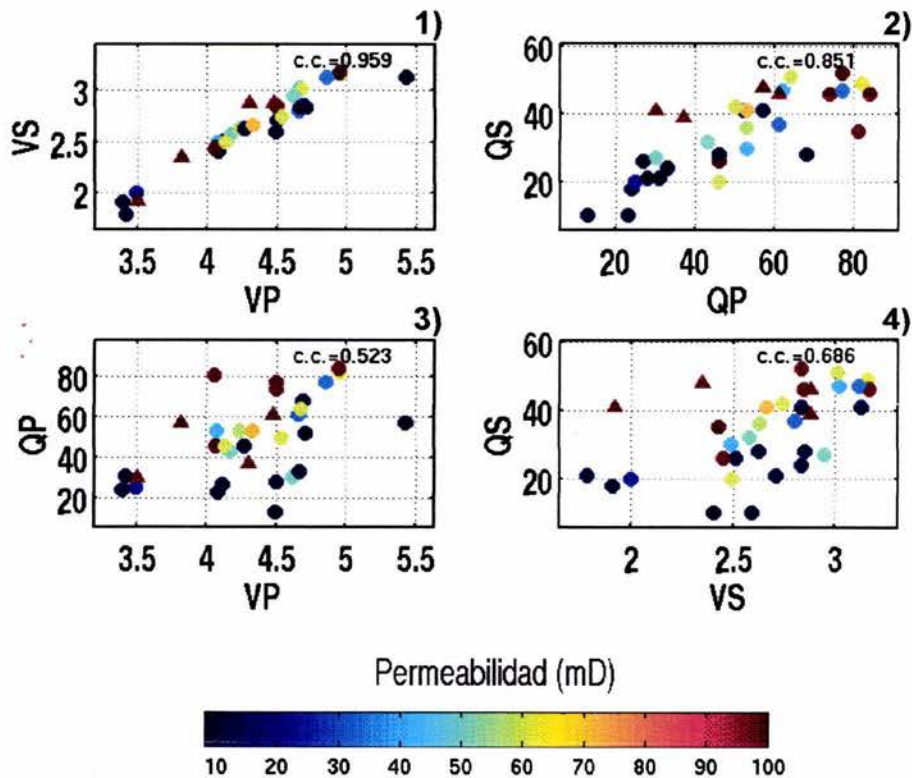 1)
c.c.=0.959
VS
3
2.5
2
3.5 4 4.5 5 5.5
VP
2)
c.c.=0.851
QS
60
40
20
20 40 60 80
QP
3)
c.c.=0.523
QP
80
60
40
20
3.5 4 4.5 5 5.5
VP
4)
c.c.=0.686
QS
60
40
20
2 2.5 3
VS
Permeabilidad (mD)
10 20 30 40 50 60 70 80 90 100